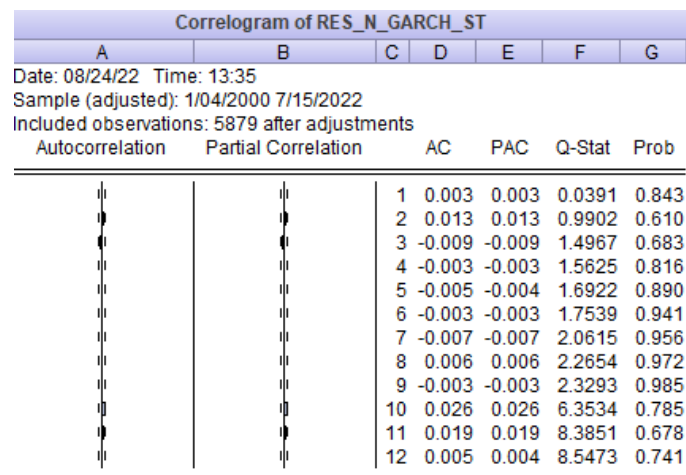 Correlogram of RES_N_GARCH_ST
A B C D E F G
Date: 08/24/22 Time: 13:35
Sample (adjusted): 1/04/2000 7/15/2022
Included observations: 5879 after adjustments
Autocorrelation Partial Correlation AC PAC Q-Stat Prob
1 0.003 0.003 0.0391 0.843
2 0.013 0.013 0.9902 0.610
3 -0.009 -0.009 1.4967 0.683
4 -0.003 -0.003 1.5625 0.816
5 -0.005 -0.004 1.6922 0.890
6 -0.003 -0.003 1.7539 0.941
7 -0.007 -0.007 2.0615 0.956
8 0.006 0.006 2.2654 0.972
9 -0.003 -0.003 2.3293 0.985
10 0.026 0.026 6.3534 0.785
11 0.019 0.019 8.3851 0.678
12 0.005 0.004 8.5473 0.741